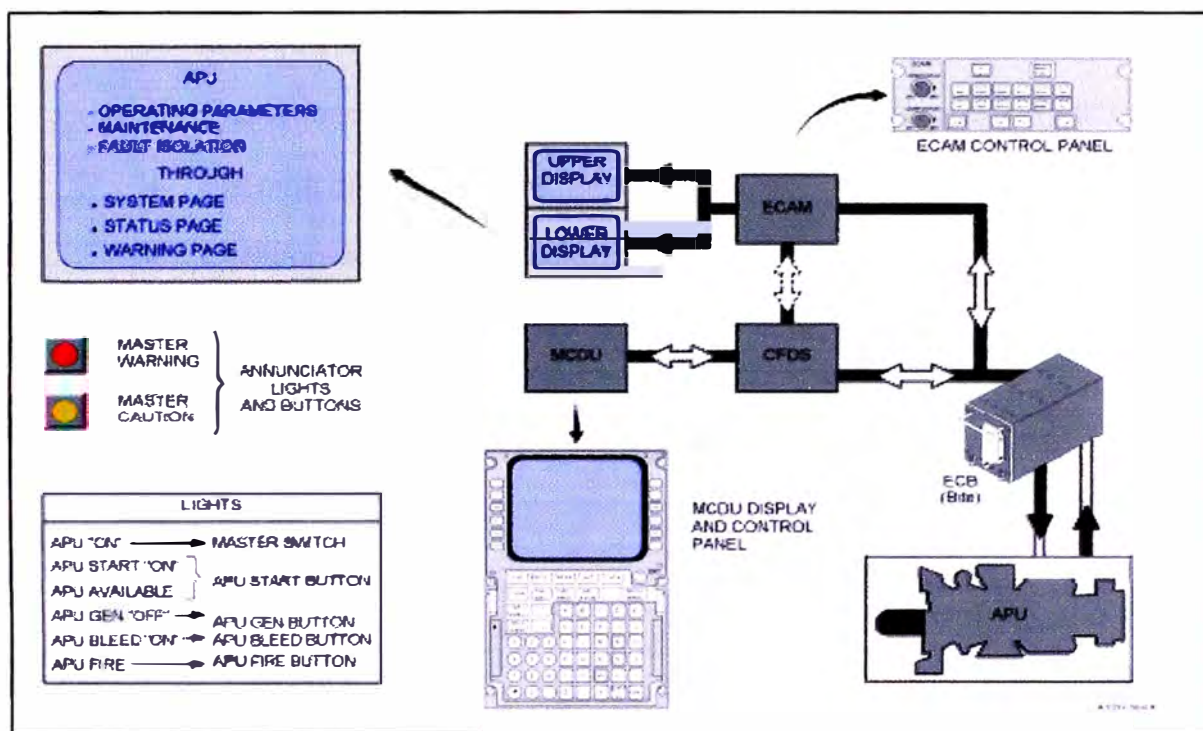 APU
- OPERATING PARAMETERS
- MAINTENANCE
- FAULT ISOLATION
THROUGH
. SYSTEM PAGE
. STATUS PAGE
. WARNING PAGE
ECAM CONTROL PANEL
UPPER
DISPLAY
ECAM
LOWER
DISPLAY
MASTER
WARNING
MASTER
CAUTION
ANNUNCIATOR
LIGHTS
AND BUTTONS
MCDU
CFDS
ECB
(Bite)
MCDU DISPLAY
AND CONTROL
PANEL
LIGHTS
APU "ON" MASTER SWITCH
APU START "ON"
APU START BUTTON
APU AVAILABLE
APU GEN "OFF" APU GEN BUTTON
APU BLEED "ON" APU BLEED BUTTON
APU FIRE APU FIRE BUTTON
APU